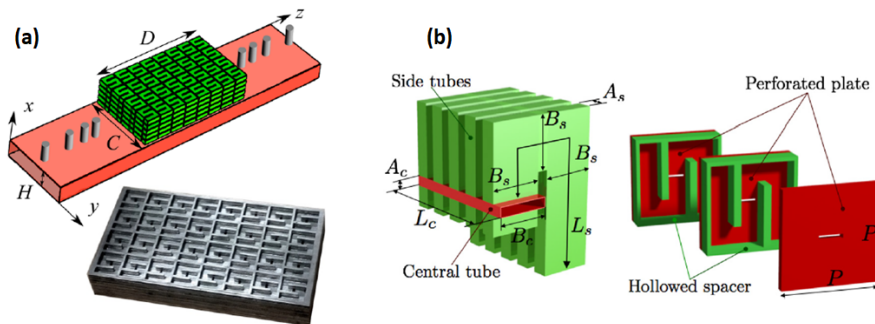 (a)
D
z
x
C
H
y
(b)
Side tubes
A_s
B_s
B_s
B_s
A_c
L_c
B_c
L_s
Central tube
Perforated plate
P
P
Hollowed spacer